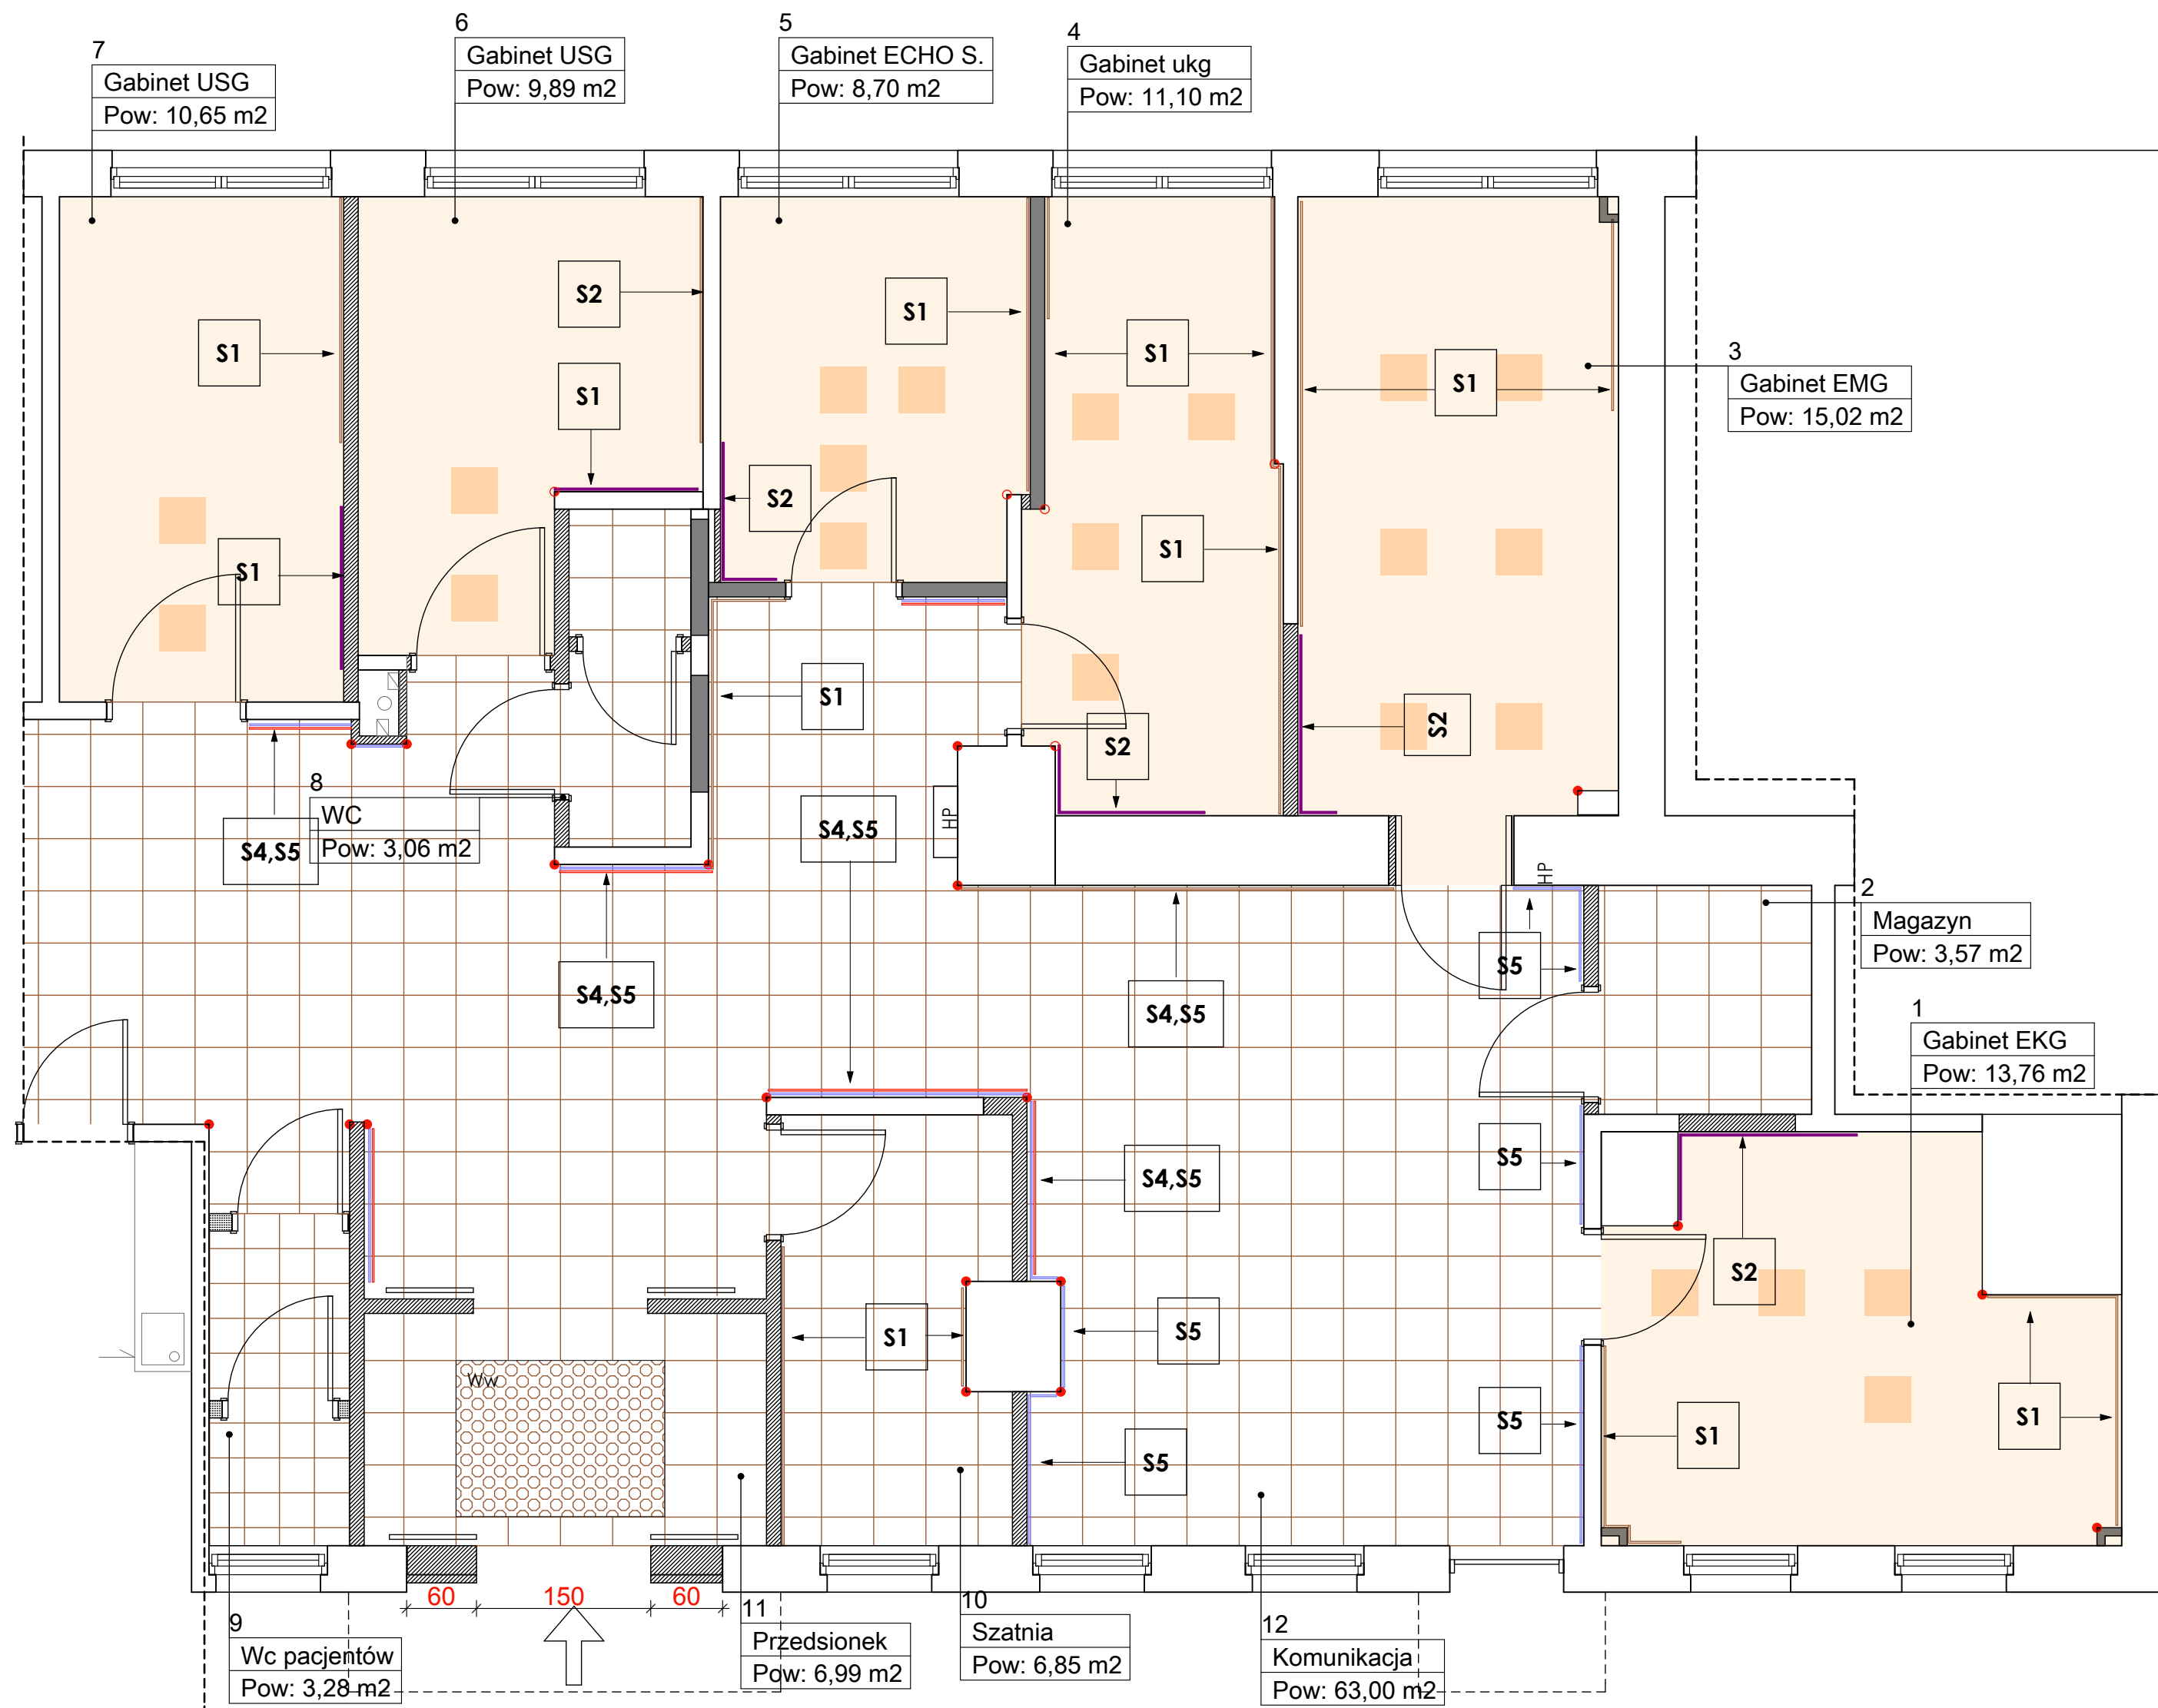 7
Gabinet USG
Pow: 10,65 m2
6
Gabinet USG
Pow: 9,89 m2
5
Gabinet ECHO S.
Pow: 8,70 m2
4
Gabinet ukg
Pow: 11,10 m2
S2
S1
S1
S1
S1
S1
3
Gabinet EMG
Pow: 15,02 m2
S1
S2
S1
S1
S1
S2
S2
HP
8
WC
Pow: 3,06 m2
S4,S5
S4,S5
HP
2
Magazyn
Pow: 3,57 m2
S5
S4,S5
S4,S5
1
Gabinet EKG
Pow: 13,76 m2
S5
S4,S5
S2
S1
S5
Ww
S5
S1
S1
S5
60
150
60
9
Wc pacjentów
Pow: 3,28 m2
11
Przedsionek
Pow: 6,99 m2
10
Szatnia
Pow: 6,85 m2
12
Komunikacja
Pow: 63,00 m2